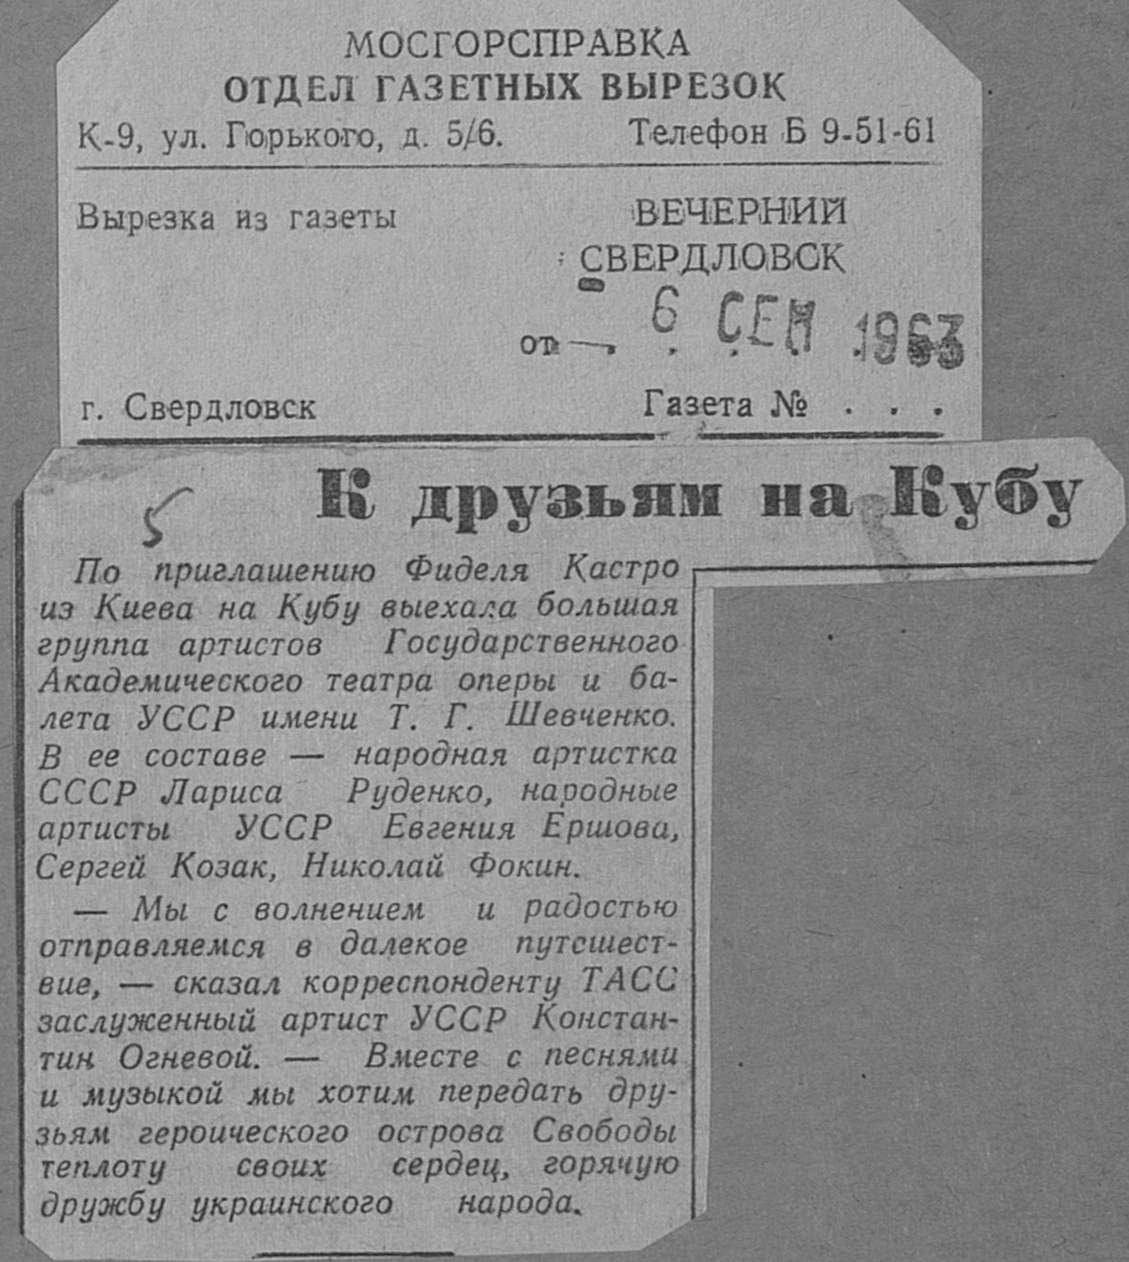 МОСГОРСПРАВКА
ОТДЕЛ ГАЗЕТНЫХ ВЫРЕЗОК
К-9, ул. Горького, д. 5/6. Телефон Б 9-51-61
Вырезка из газеты ВЕЧЕРНИЙ
СВЕРДЛОВСК
от — . 6 СЕН 1963
г. Свердловск Газета № . . .
К друзьям на Кубу
5
По приглашению Фиделя Кастро
из Киева на Кубу выехала большая
группа артистов Государственного
Академического театра оперы и ба-
лета УССР имени Т. Г. Шевченко.
В ее составе — народная артистка
СССР Лариса Руденко, народные
артисты УССР Евгения Ершова,
Сергей Козак, Николай Фокин.
— Мы с волнением и радостью
отправляемся в далекое путешест-
вие, — сказал корреспонденту ТАСС
заслуженный артист УССР Констан-
тин Огневой. — Вместе с песнями
и музыкой мы хотим передать дру-
зьям героического острова Свободы
теплоту своих сердец, горячую
дружбу украинского народа.